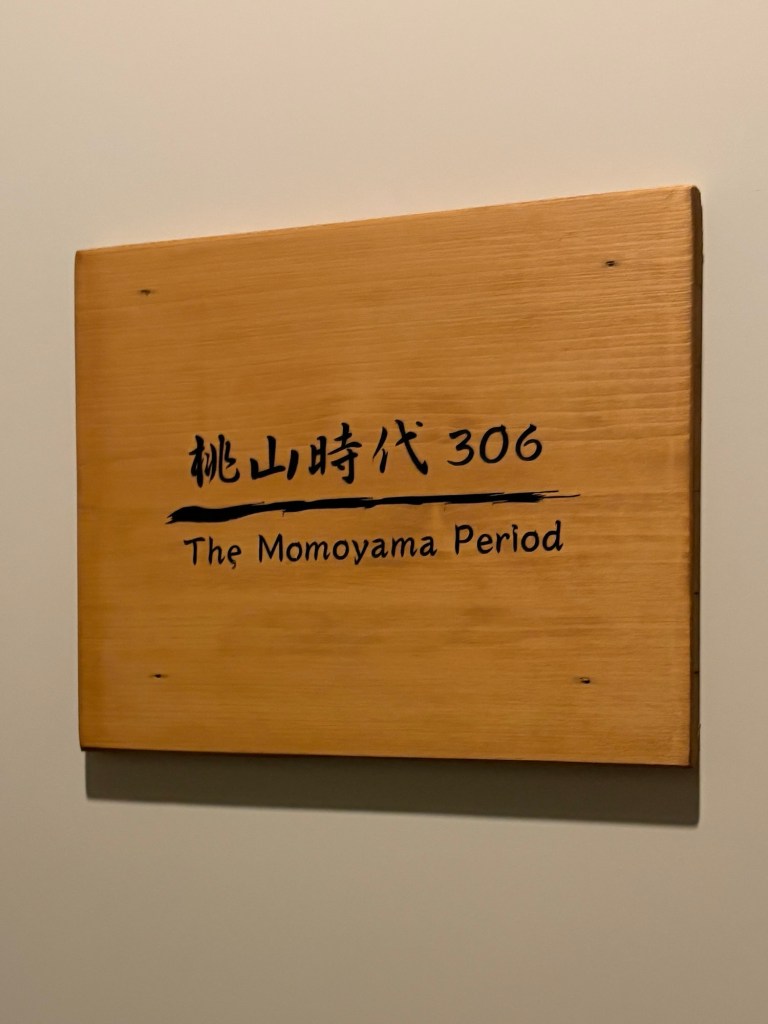 桃山時代 306
The Momoyama Period